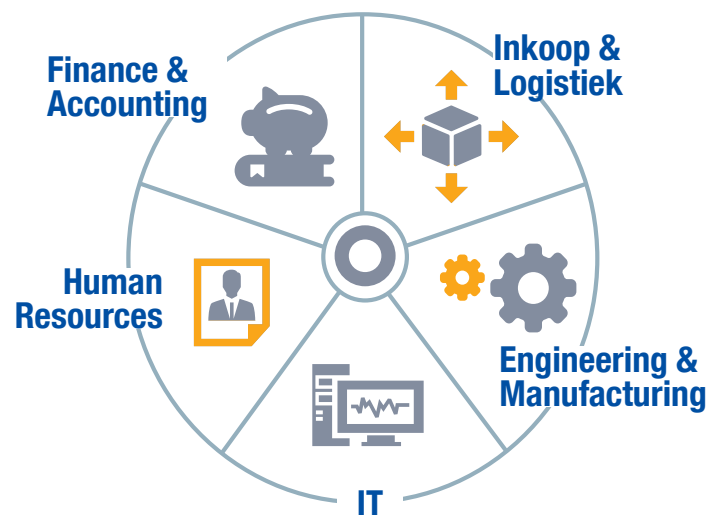 Finance &
Accounting
Inkoop &
Logistiek
Human
Resources
Engineering &
Manufacturing
IT